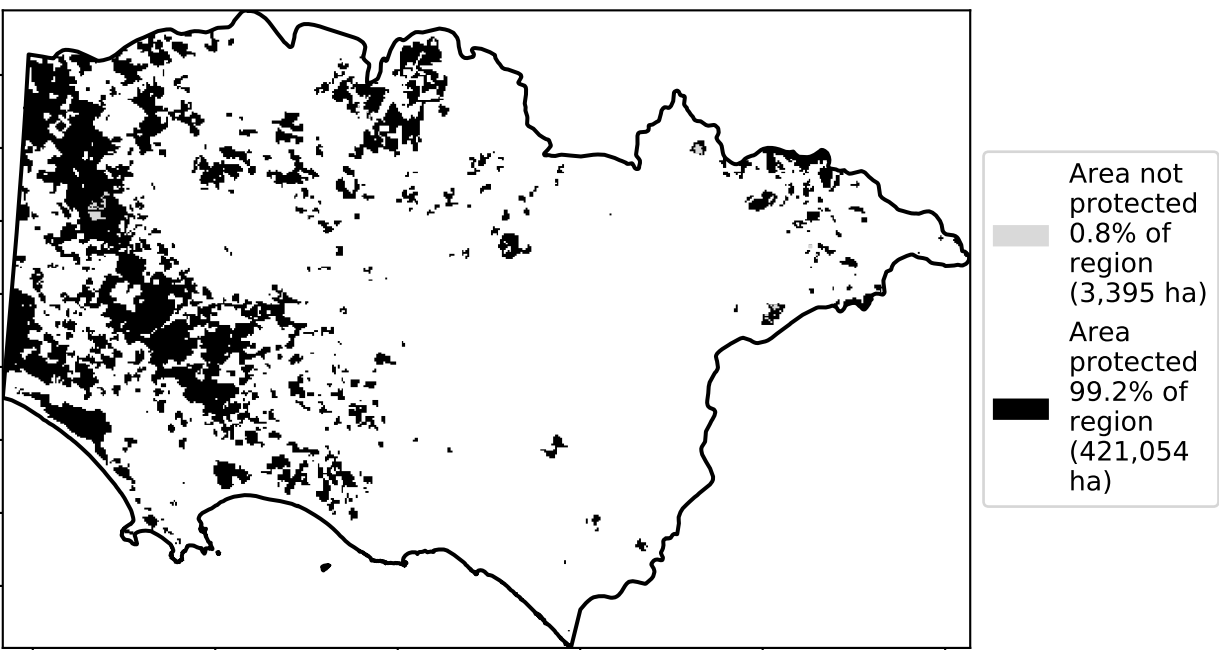 Area not
protected
0.8% of
region
(3,395 ha)
Area
protected
99.2% of
region
(421,054
ha)